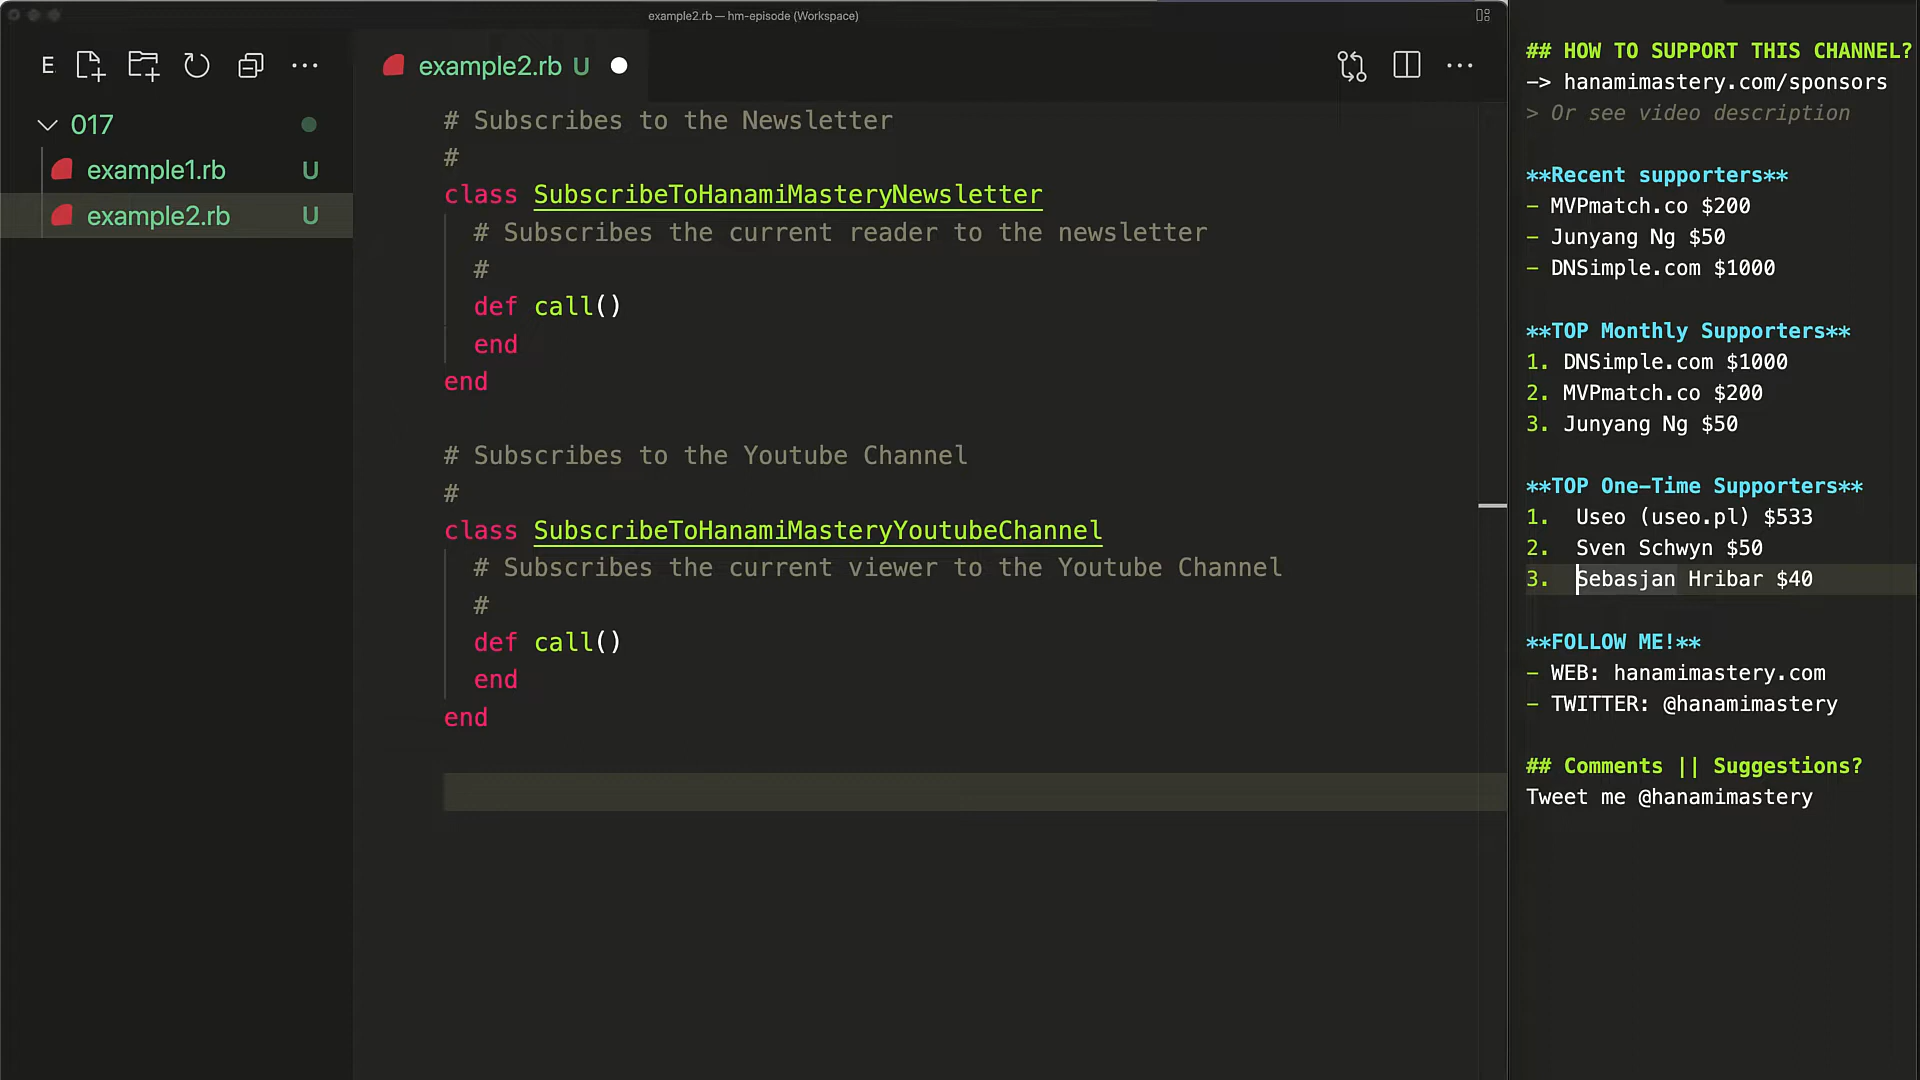 example2.rb — hm-episode (Workspace)
E
example2.rb U
017
example1.rb U
example2.rb U
# Subscribes to the Newsletter
#
class SubscribeToHanamiMasteryNewsletter
# Subscribes the current reader to the newsletter
#
def call()
end
end
# Subscribes to the Youtube Channel
#
class SubscribeToHanamiMasteryYoutubeChannel
# Subscribes the current viewer to the Youtube Channel
#
def call()
end
end
## HOW TO SUPPORT THIS CHANNEL?
-> hanamimastery.com/sponsors
> Or see video description
**Recent supporters**
- MVPmatch.co $200
- Junyang Ng $50
- DNSimple.com $1000
**TOP Monthly Supporters**
1. DNSimple.com $1000
2. MVPmatch.co $200
3. Junyang Ng $50
**TOP One-Time Supporters**
1. Useo (useo.pl) $533
2. Sven Schwyn $50
3. Sebasjan Hribar $40
**FOLLOW ME!**
- WEB: hanamimastery.com
- TWITTER: @hanamimastery
## Comments || Suggestions?
Tweet me @hanamimastery